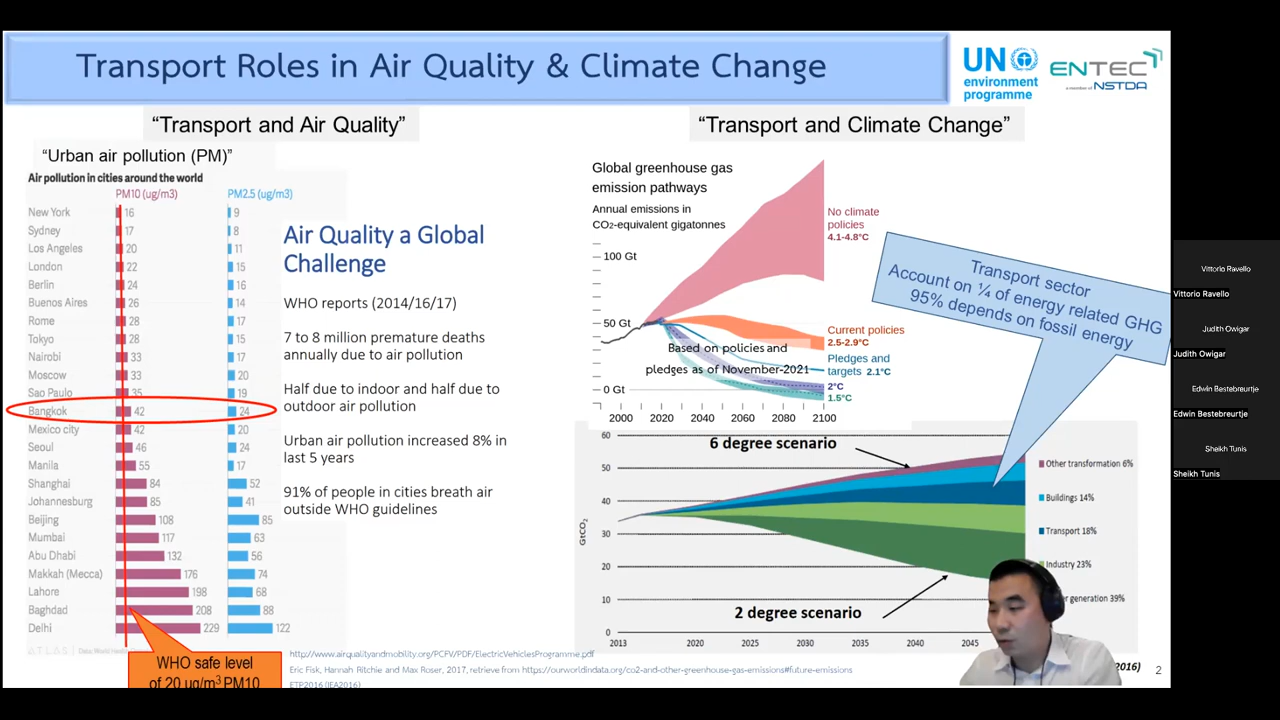 Transport Roles in Air Quality & Climate Change
UN
environment
programme
ENTEC
a member of NSTDA
“Transport and Air Quality”
“Transport and Climate Change”
“Urban air pollution (PM)”
Air pollution in cities around the world
PM10 (ug/m3) PM2.5 (ug/m3)
New York 16 9
Sydney 17 8
Los Angeles 20 11
London 22 15
Berlin 24 16
Buenos Aires 26 14
Rome 28 17
Tokyo 28 15
Nairobi 33 17
Moscow 33 20
Sao Paulo 35 19
Bangkok 42 24
Mexico city 42 20
Seoul 46 24
Manila 55 17
Shanghai 84 52
Johannesburg 85 41
Beijing 108 85
Mumbai 117 63
Abu Dhabi 132 56
Makkah (Mecca) 176 74
Lahore 198 68
Baghdad 208 88
Delhi 229 122
ATLAS
WHO safe level
of 20 ug/m3 PM10
Air Quality a Global
Challenge
WHO reports (2014/16/17)
7 to 8 million premature deaths
annually due to air pollution
Half due to indoor and half due to
outdoor air pollution
Urban air pollution increased 8% in
last 5 years
91% of people in cities breath air
outside WHO guidelines
Global greenhouse gas
emission pathways
Annual emissions in
CO2-equivalent gigatonnes
100 Gt
50 Gt
0 Gt
2000 2020 2040 2060 2080 2100
No climate
policies
4.1-4.8°C
Current policies
2.5-2.9°C
Pledges and
targets 2.1°C
2°C
1.5°C
Based on policies and
pledges as of November-2021
Transport sector
Account on ¼ of energy related GHG
95% depends on fossil energy
60
50
40
30
20
10
0
GtCO2
2013 2020 2025 2030 2035 2040 2045
6 degree scenario
2 degree scenario
Other transformation 6%
Buildings 14%
Transport 18%
Industry 23%
generation 39%
http://www.airqualityandmobility.org/PCFV/PDF/ElectricVehiclesProgramme.pdf
Eric Fisk, Hannah Ritchie and Max Roser, 2017, retrieve from https://ourworldindata.org/co2-and-other-greenhouse-gas-emissions#future-emissions
ETP2016 (IEA2016)
2016)
2
Vittorio Ravello
Vittorio Ravello
Judith Owigar
Judith Owigar
Edwin Bestebreurtje
Edwin Bestebreurtje
Sheikh Tunis
Sheikh Tunis